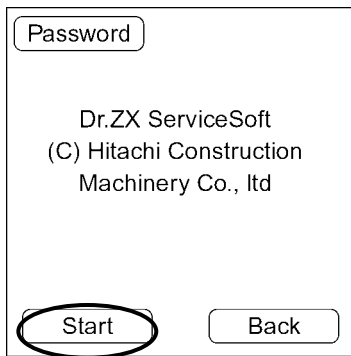 Password
Dr.ZX ServiceSoft
(C) Hitachi Construction
Machinery Co., ltd
Start
Back